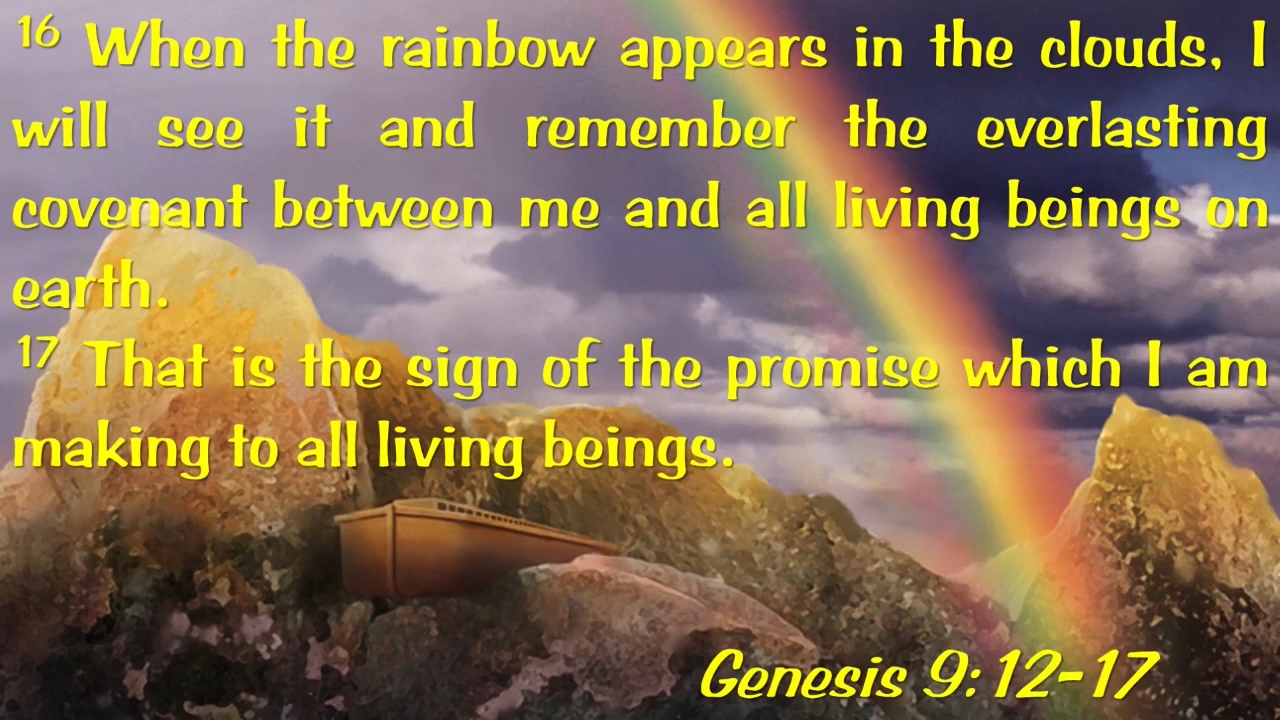 16 When the rainbow appears in the clouds, I
will see it and remember the everlasting
covenant between me and all living beings on
earth.
17 That is the sign of the promise which I am
making to all living beings.
Genesis 9:12-17